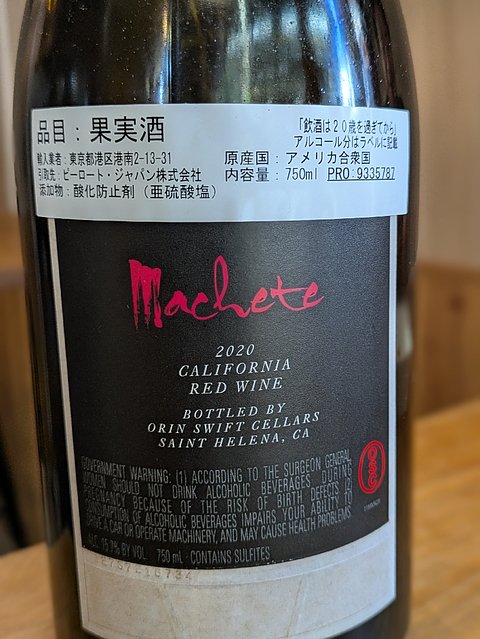 品目：果実酒
「飲酒は２０歳を過ぎてから」
アルコール分はラベルに記載
輸入業者：東京都港区港南2-13-31
原産国：アメリカ合衆国
引取先：ピーロート・ジャパン株式会社
内容量：750ml PRO:9335787
添加物：酸化防止剤（亜硫酸塩）
Machete
2020
CALIFORNIA
RED WINE
BOTTLED BY
ORIN SWIFT CELLARS
SAINT HELENA, CA
GOVERNMENT WARNING: (1) ACCORDING TO THE SURGEON GENERAL,
WOMEN SHOULD NOT DRINK ALCOHOLIC BEVERAGES DURING
PREGNANCY BECAUSE OF THE RISK OF BIRTH DEFECTS. (2)
CONSUMPTION OF ALCOHOLIC BEVERAGES IMPAIRS YOUR ABILITY TO
DRIVE A CAR OR OPERATE MACHINERY, AND MAY CAUSE HEALTH PROBLEMS.
ALC. 15.7% BY VOL. 750 mL · CONTAINS SULFITES